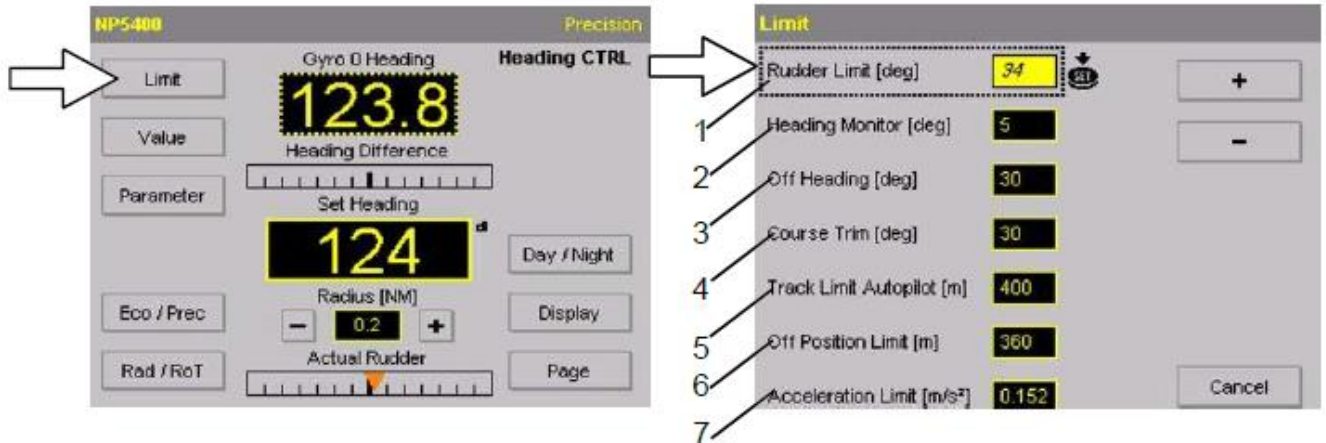 NP5400
Precision
Gyro 0 Heading
Heading CTRL
Limit
123.8
Value
Heading Difference
Parameter
Set Heading
124
Day / Night
Radius [NM]
Eco / Prec
− 0.2 +
Display
Actual Rudder
Rad / RoT
Page
Limit
Rudder Limit [deg] 34 SET
+
1
Heading Monitor [deg] 5
−
2
Off Heading [deg] 30
3
Course Trim [deg] 30
4
Track Limit Autopilot [m] 400
5
Off Position Limit [m] 360
6
Acceleration Limit [m/s²] 0.152
Cancel
7